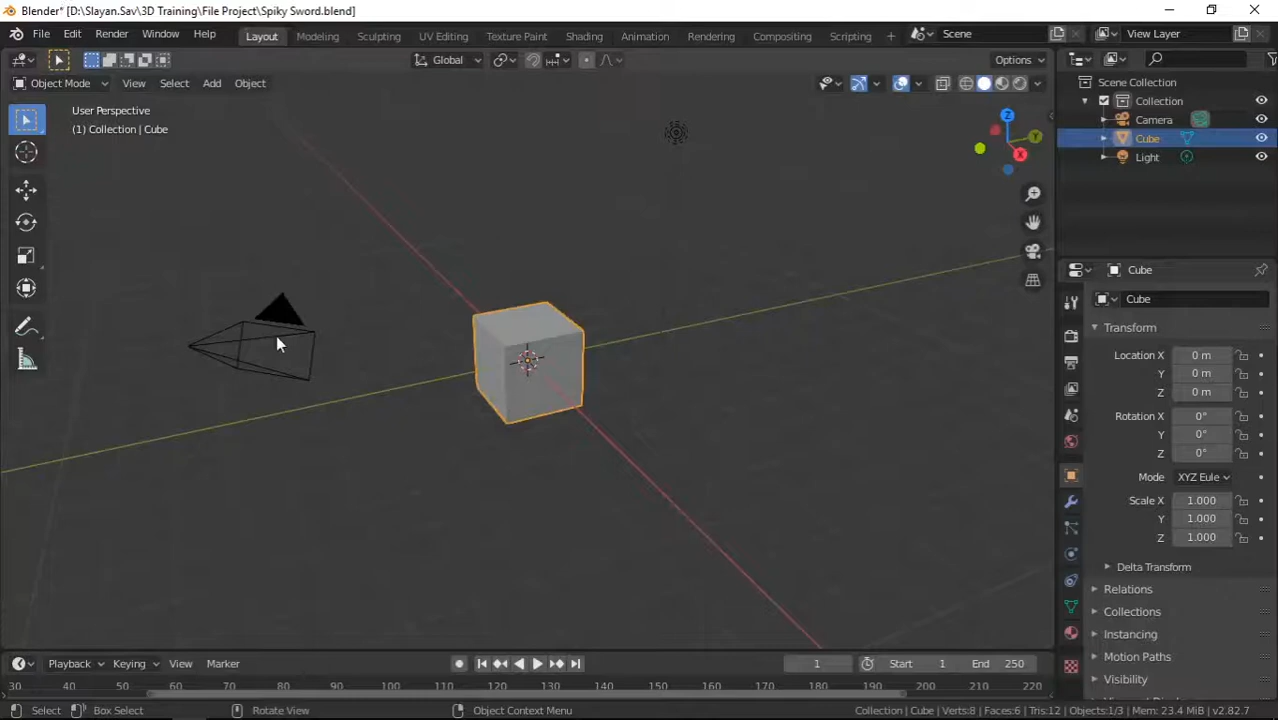 Blender* [D:\Slayan.Sav\3D Training\File Project\Spiky Sword.blend]
File Edit Render Window Help Layout Modeling Sculpting UV Editing Texture Paint Shading Animation Rendering Compositing Scripting + Scene View Layer
Global Options
Object Mode View Select Add Object
User Perspective
(1) Collection | Cube
Z
Y
X
Scene Collection
Collection
Camera
Cube
Light
Cube
Cube
Transform
Location X 0 m
Y 0 m
Z 0 m
Rotation X 0°
Y 0°
Z 0°
Mode XYZ Eule
Scale X 1.000
Y 1.000
Z 1.000
Delta Transform
Relations
Collections
Instancing
Motion Paths
Visibility
Playback Keying View Marker 1 Start 1 End 250
30 40 50 60 70 80 90 100 110 120 130 140 150 160 170 180 190 200 210 220
Select Box Select Rotate View Object Context Menu Collection | Cube | Verts:8 | Faces:6 | Tris:12 | Objects:1/3 | Mem: 23.4 MiB | v2.82.7